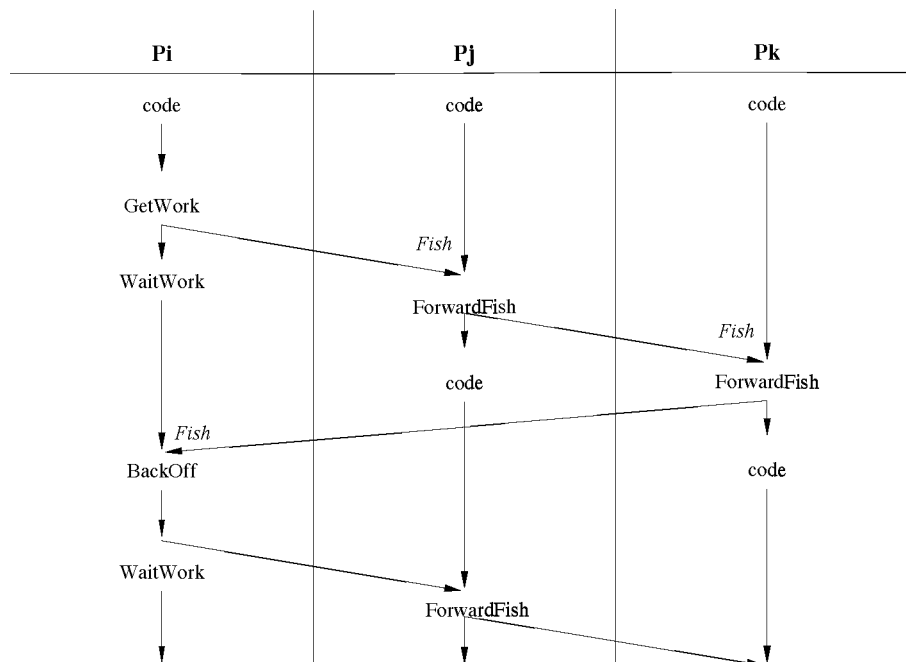 Pi Pj Pk
code code code
GetWork
Fish
WaitWork
ForwardFish
Fish
code ForwardFish
Fish
BackOff code
WaitWork
ForwardFish